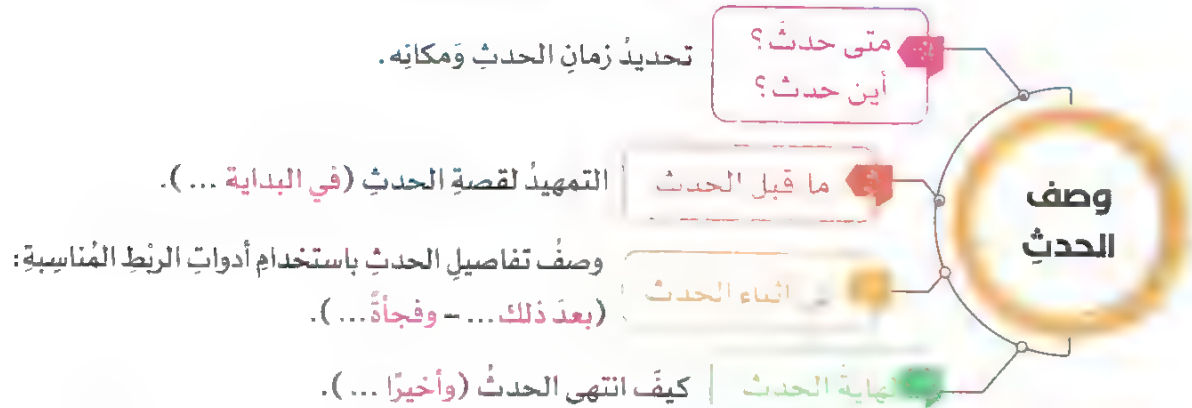 وصف
الحدثِ
متى حدثَ؟
أين حدث؟
تحديدُ زمانِ الحدثِ وَمكانِه.
ما قبل الحدث
التمهيدُ لقصةِ الحدثِ (في البداية ...).
اثناء الحدث
وصفُ تفاصيلِ الحدثِ باستخدامِ أدواتِ الربْطِ المُناسِبةِ:
(بعدَ ذلك... – وفجأةً...).
نهايةُ الحدث
كيفَ انتهى الحدثُ (وأخيرًا ...).